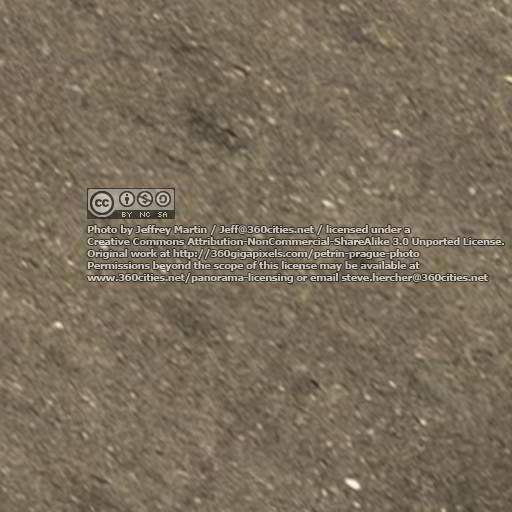 cc
BY NC SA
Photo by Jeffrey Martin / Jeff@360cities.net / licensed under a
Creative Commons Attribution-NonCommercial-ShareAlike 3.0 Unported License.
Original work at http://360gigapixels.com/petrin-prague-photo
Permissions beyond the scope of this license may be available at
www.360cities.net/panorama-licensing or email steve.hercher@360cities.net